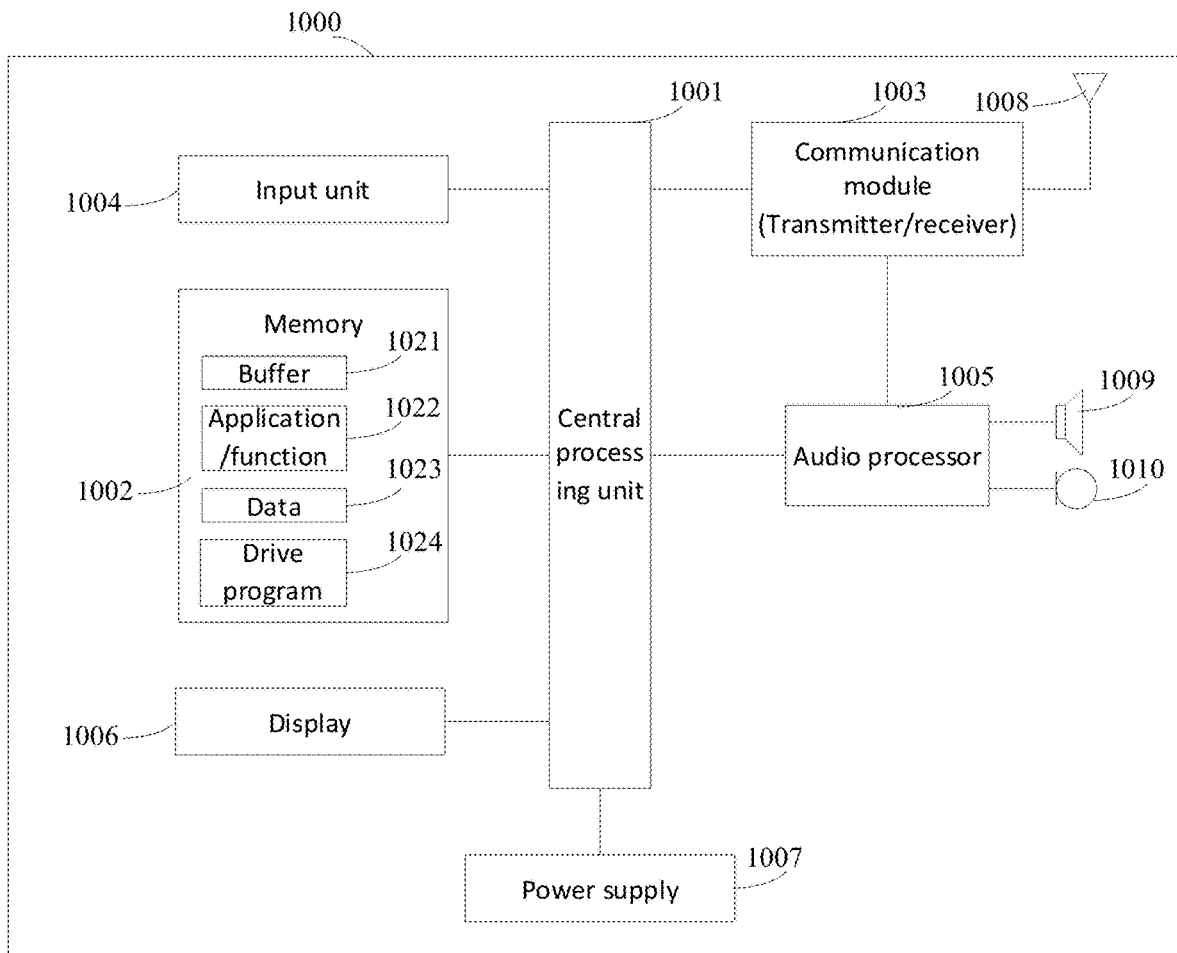 1000
1001
1003
1008
Communication
module
(Transmitter/receiver)
1004
Input unit
Memory
1021
Buffer
1022
Application
/function
1023
1002
Data
1024
Drive
program
Central
process
ing unit
1005
Audio processor
1009
1010
1006
Display
1007
Power supply